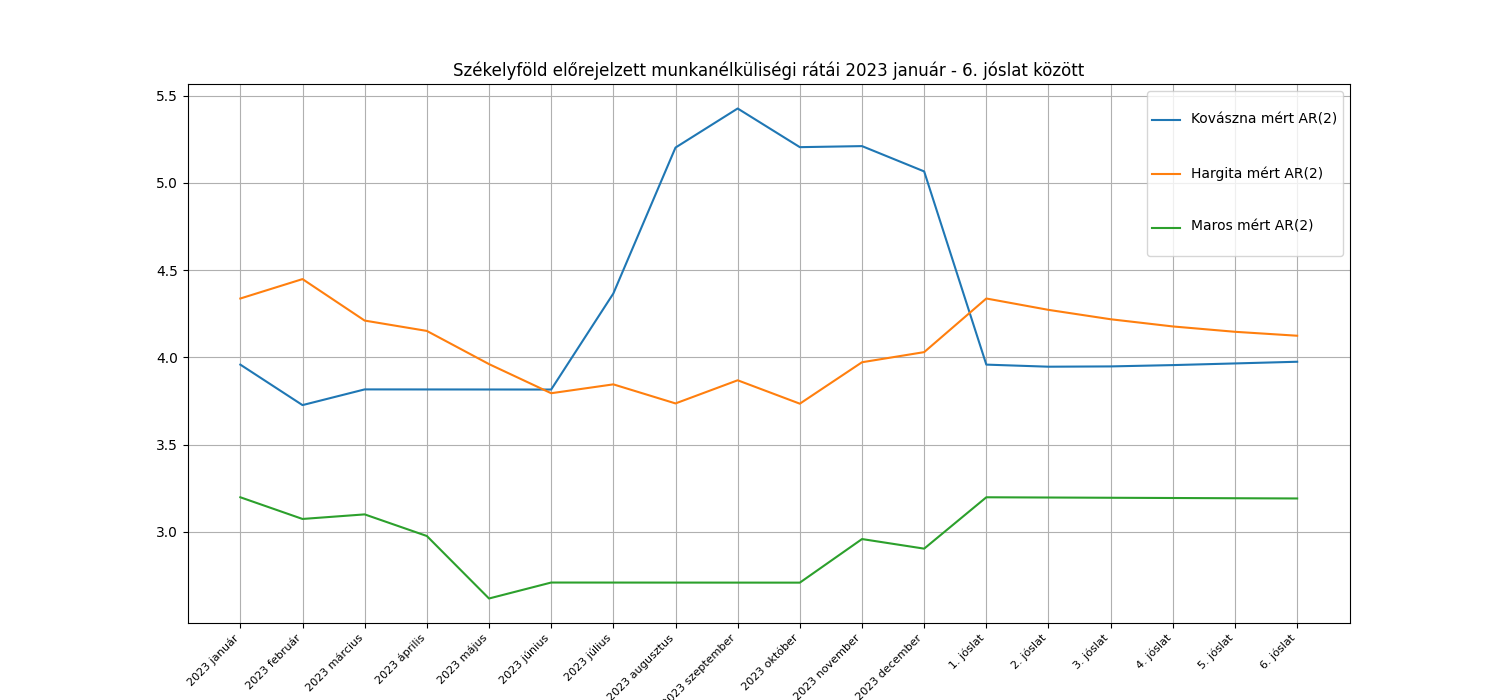 Székelyföld előrejelzett munkanélküliségi rátái 2023 január - 6. jóslat között
5.5
5.0
4.5
4.0
3.5
3.0
Kovászna mért AR(2)
Hargita mért AR(2)
Maros mért AR(2)
2023 január
2023 február
2023 március
2023 április
2023 május
2023 június
2023 július
2023 augusztus
2023 szeptember
2023 október
2023 november
2023 december
1. jóslat
2. jóslat
3. jóslat
4. jóslat
5. jóslat
6. jóslat